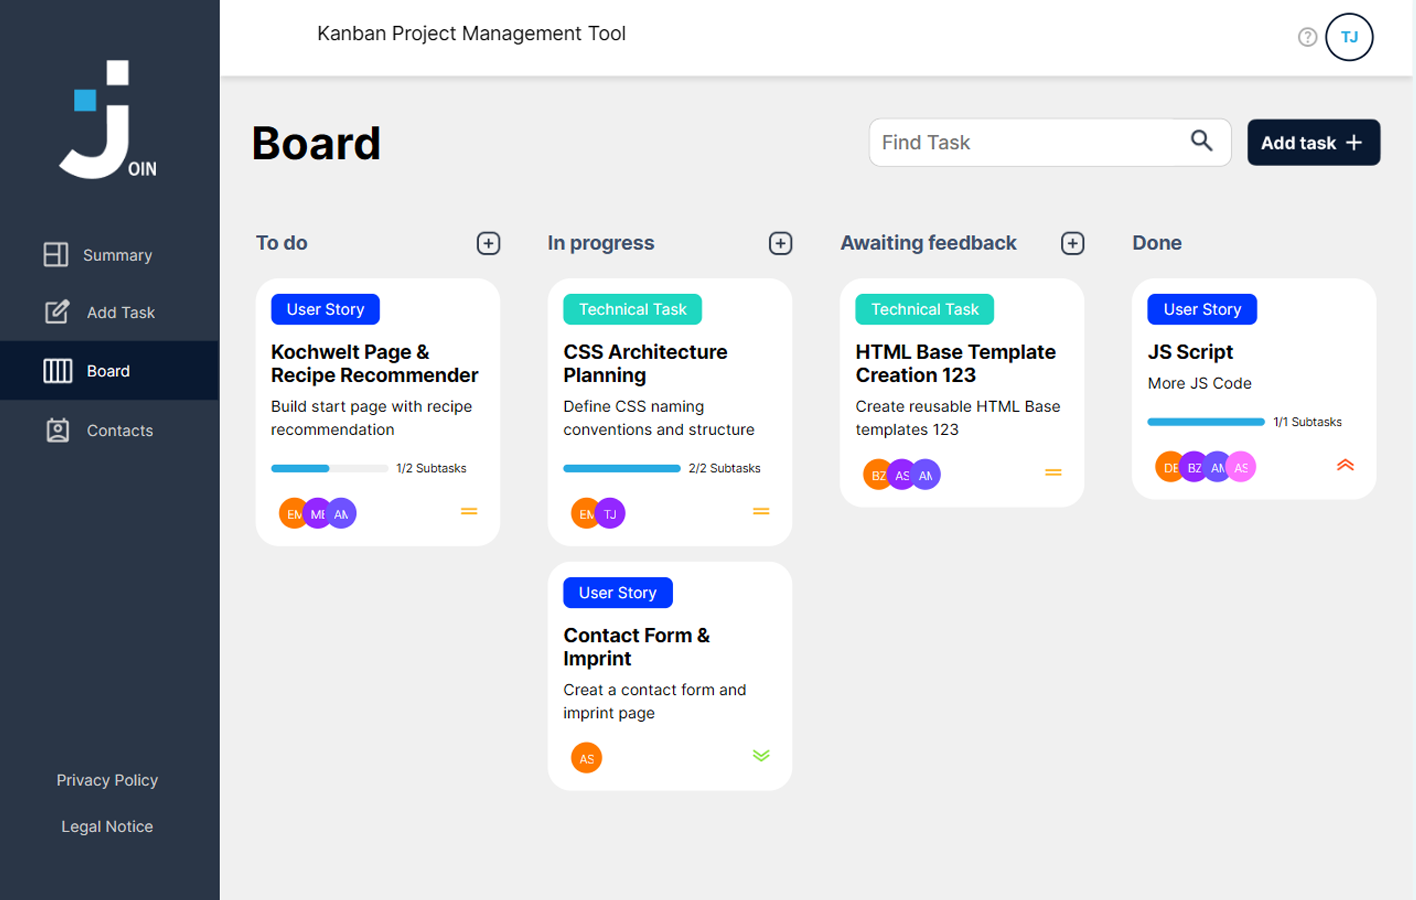 Kanban Project Management Tool
?
TJ
OIN
Summary
Add Task
Board
Contacts
Privacy Policy
Legal Notice
Board
Find Task
Add task +
To do
User Story
Kochwelt Page &
Recipe Recommender
Build start page with recipe
recommendation
1/2 Subtasks
EM ME AM
In progress
Technical Task
CSS Architecture
Planning
Define CSS naming
conventions and structure
2/2 Subtasks
EM TJ
User Story
Contact Form &
Imprint
Creat a contact form and
imprint page
AS
Awaiting feedback
Technical Task
HTML Base Template
Creation 123
Create reusable HTML Base
templates 123
BZ AS AM
Done
User Story
JS Script
More JS Code
1/1 Subtasks
DE BZ AM AS